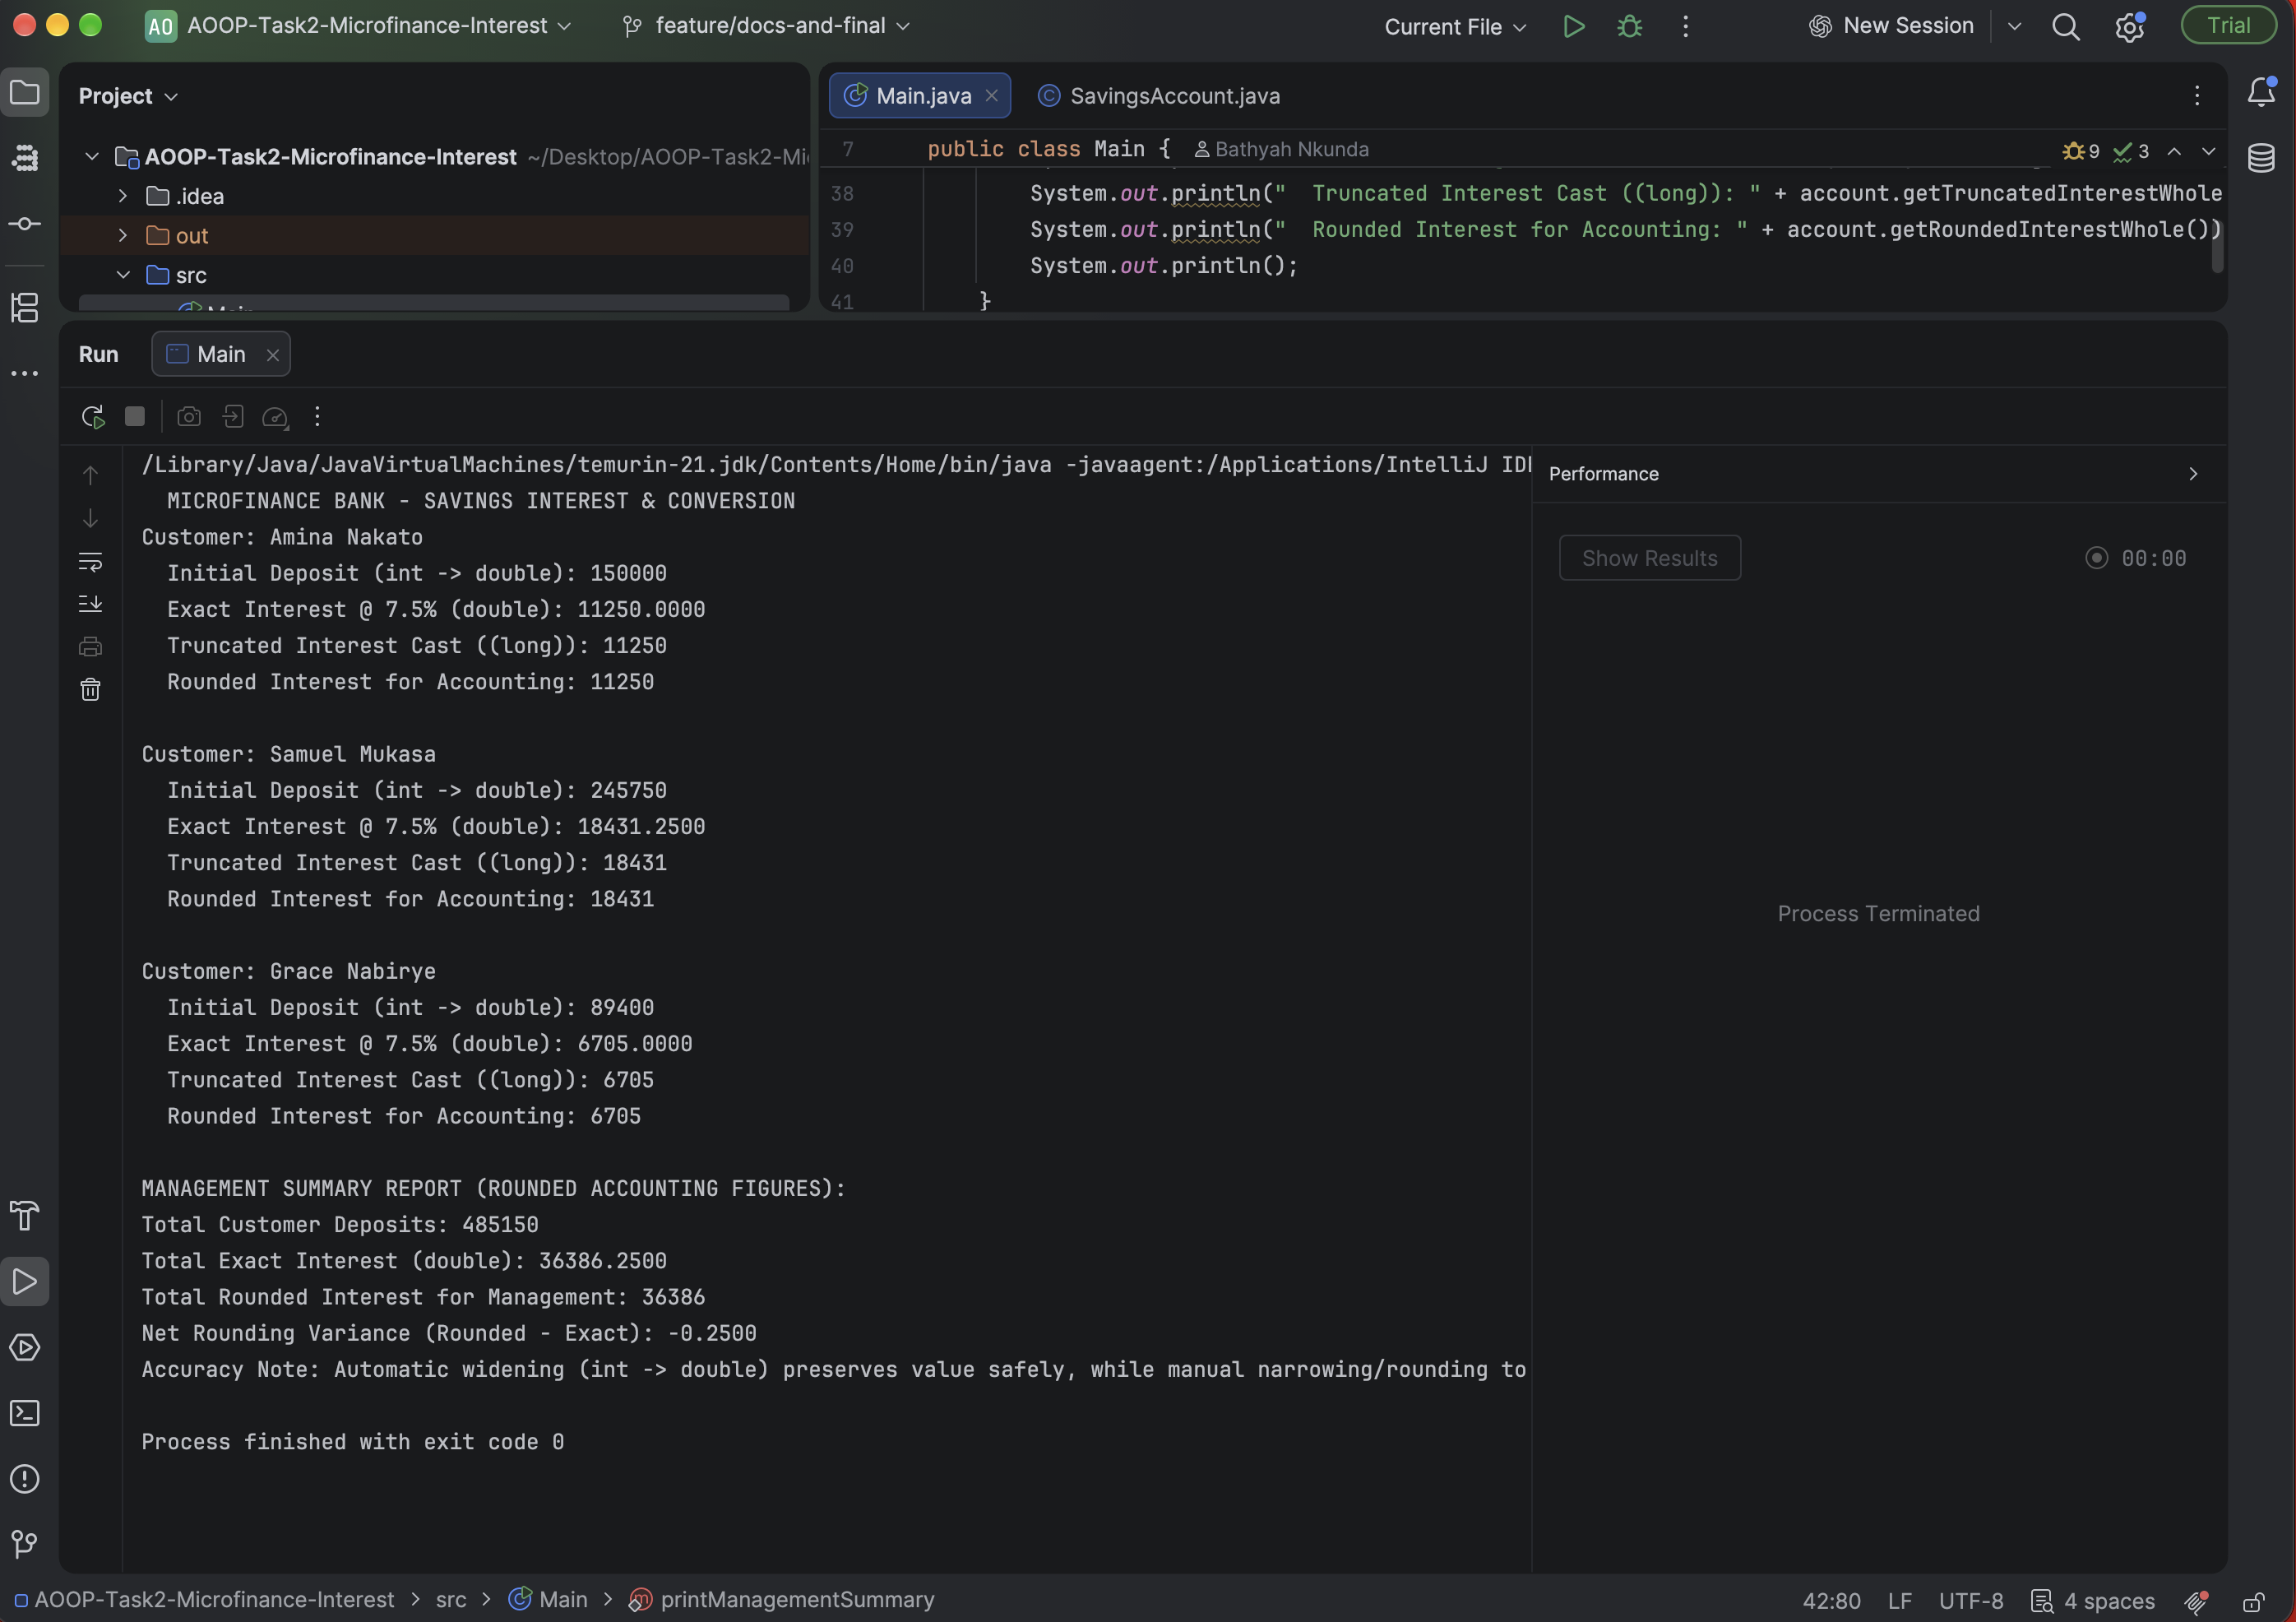 AO AOOP-Task2-Microfinance-Interest feature/docs-and-final Current File New Session Trial
Project
AOOP-Task2-Microfinance-Interest ~/Desktop/AOOP-Task2-Mi
.idea
out
src
Main.java SavingsAccount.java
7 public class Main { Bathyah Nkunda 9 3
38 System.out.println("  Truncated Interest Cast ((long)): " + account.getTruncatedInterestWhole
39 System.out.println("  Rounded Interest for Accounting: " + account.getRoundedInterestWhole())
40 System.out.println();
41 }
Run Main
/Library/Java/JavaVirtualMachines/temurin-21.jdk/Contents/Home/bin/java -javaagent:/Applications/IntelliJ
MICROFINANCE BANK - SAVINGS INTEREST & CONVERSION
Customer: Amina Nakato
Initial Deposit (int -> double): 150000
Exact Interest @ 7.5% (double): 11250.0000
Truncated Interest Cast ((long)): 11250
Rounded Interest for Accounting: 11250
Customer: Samuel Mukasa
Initial Deposit (int -> double): 245750
Exact Interest @ 7.5% (double): 18431.2500
Truncated Interest Cast ((long)): 18431
Rounded Interest for Accounting: 18431
Customer: Grace Nabirye
Initial Deposit (int -> double): 89400
Exact Interest @ 7.5% (double): 6705.0000
Truncated Interest Cast ((long)): 6705
Rounded Interest for Accounting: 6705
MANAGEMENT SUMMARY REPORT (ROUNDED ACCOUNTING FIGURES):
Total Customer Deposits: 485150
Total Exact Interest (double): 36386.2500
Total Rounded Interest for Management: 36386
Net Rounding Variance (Rounded - Exact): -0.2500
Accuracy Note: Automatic widening (int -> double) preserves value safely, while manual narrowing/rounding to
Process finished with exit code 0
Performance
Show Results 00:00
Process Terminated
AOOP-Task2-Microfinance-Interest > src > Main > printManagementSummary 42:80 LF UTF-8 4 spaces